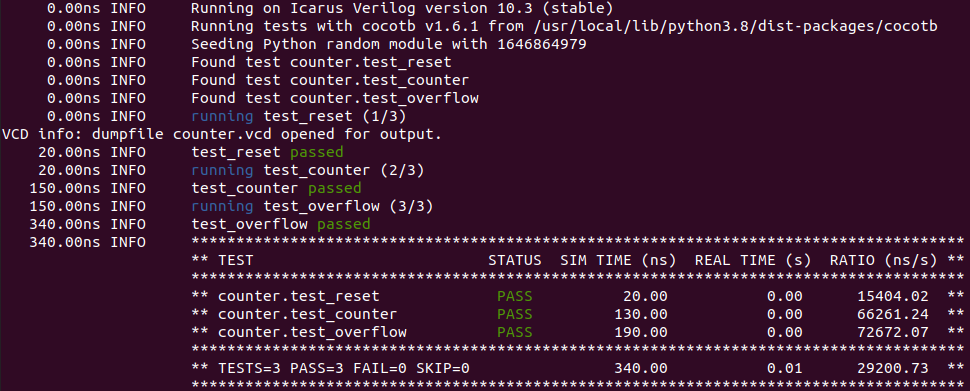 0.00ns INFO     Running on Icarus Verilog version 10.3 (stable)
0.00ns INFO     Running tests with cocotb v1.6.1 from /usr/local/lib/python3.8/dist-packages/cocotb
0.00ns INFO     Seeding Python random module with 1646864979
0.00ns INFO     Found test counter.test_reset
0.00ns INFO     Found test counter.test_counter
0.00ns INFO     Found test counter.test_overflow
0.00ns INFO     running test_reset (1/3)
VCD info: dumpfile counter.vcd opened for output.
20.00ns INFO     test_reset passed
20.00ns INFO     running test_counter (2/3)
150.00ns INFO     test_counter passed
150.00ns INFO     running test_overflow (3/3)
340.00ns INFO     test_overflow passed
340.00ns INFO     **************************************************************************************
** TEST                          STATUS  SIM TIME (ns)  REAL TIME (s)  RATIO (ns/s) **
**************************************************************************************
** counter.test_reset             PASS          20.00           0.00      15404.02  **
** counter.test_counter           PASS         130.00           0.00      66261.24  **
** counter.test_overflow          PASS         190.00           0.00      72672.07  **
**************************************************************************************
** TESTS=3 PASS=3 FAIL=0 SKIP=0                340.00           0.01      29200.73  **
**************************************************************************************